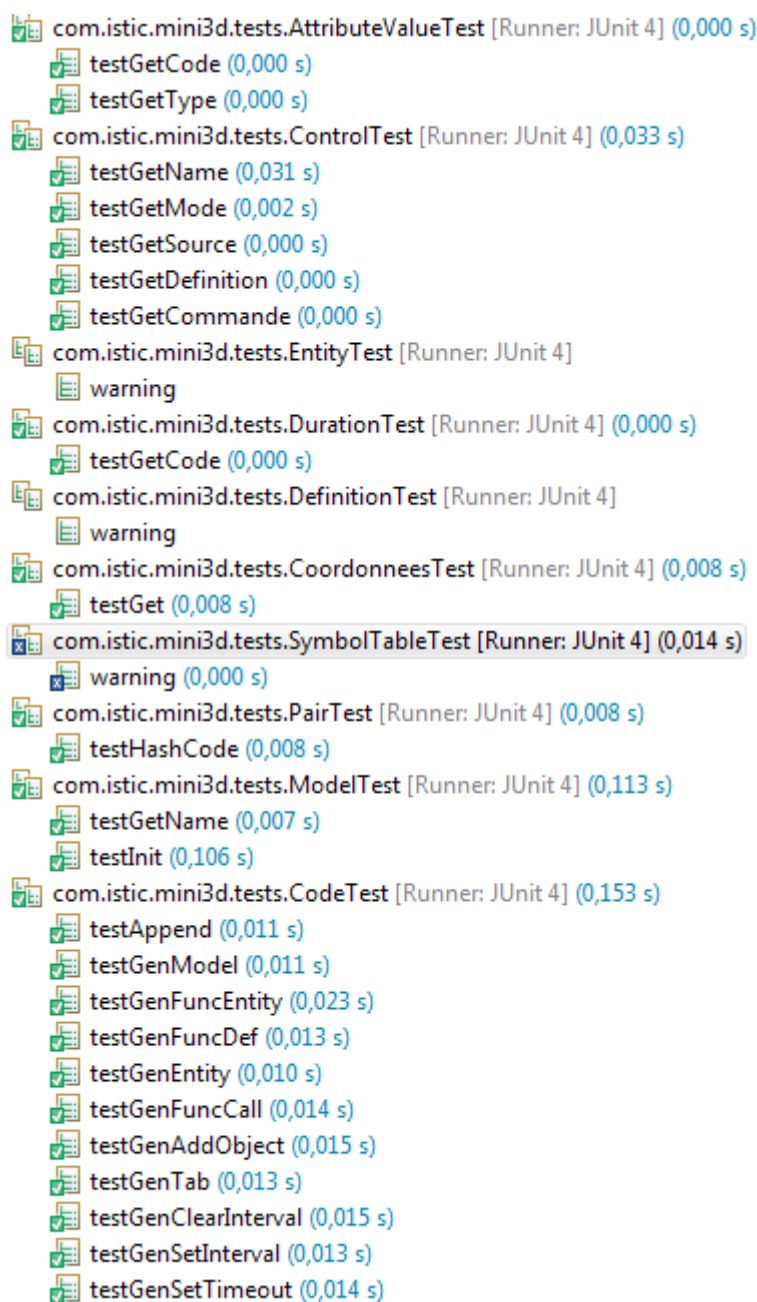 com.istic.mini3d.tests.AttributeValueTest [Runner: JUnit 4] (0,000 s)
testGetCode (0,000 s)
testGetType (0,000 s)
com.istic.mini3d.tests.ControlTest [Runner: JUnit 4] (0,033 s)
testGetName (0,031 s)
testGetMode (0,002 s)
testGetSource (0,000 s)
testGetDefinition (0,000 s)
testGetCommande (0,000 s)
com.istic.mini3d.tests.EntityTest [Runner: JUnit 4]
warning
com.istic.mini3d.tests.DurationTest [Runner: JUnit 4] (0,000 s)
testGetCode (0,000 s)
com.istic.mini3d.tests.DefinitionTest [Runner: JUnit 4]
warning
com.istic.mini3d.tests.CoordonneesTest [Runner: JUnit 4] (0,008 s)
testGet (0,008 s)
com.istic.mini3d.tests.SymbolTableTest [Runner: JUnit 4] (0,014 s)
warning (0,000 s)
com.istic.mini3d.tests.PairTest [Runner: JUnit 4] (0,008 s)
testHashCode (0,008 s)
com.istic.mini3d.tests.ModelTest [Runner: JUnit 4] (0,113 s)
testGetName (0,007 s)
testInit (0,106 s)
com.istic.mini3d.tests.CodeTest [Runner: JUnit 4] (0,153 s)
testAppend (0,011 s)
testGenModel (0,011 s)
testGenFuncEntity (0,023 s)
testGenFuncDef (0,013 s)
testGenEntity (0,010 s)
testGenFuncCall (0,014 s)
testGenAddObject (0,015 s)
testGenTab (0,013 s)
testGenClearInterval (0,015 s)
testGenSetInterval (0,013 s)
testGenSetTimeout (0,014 s)